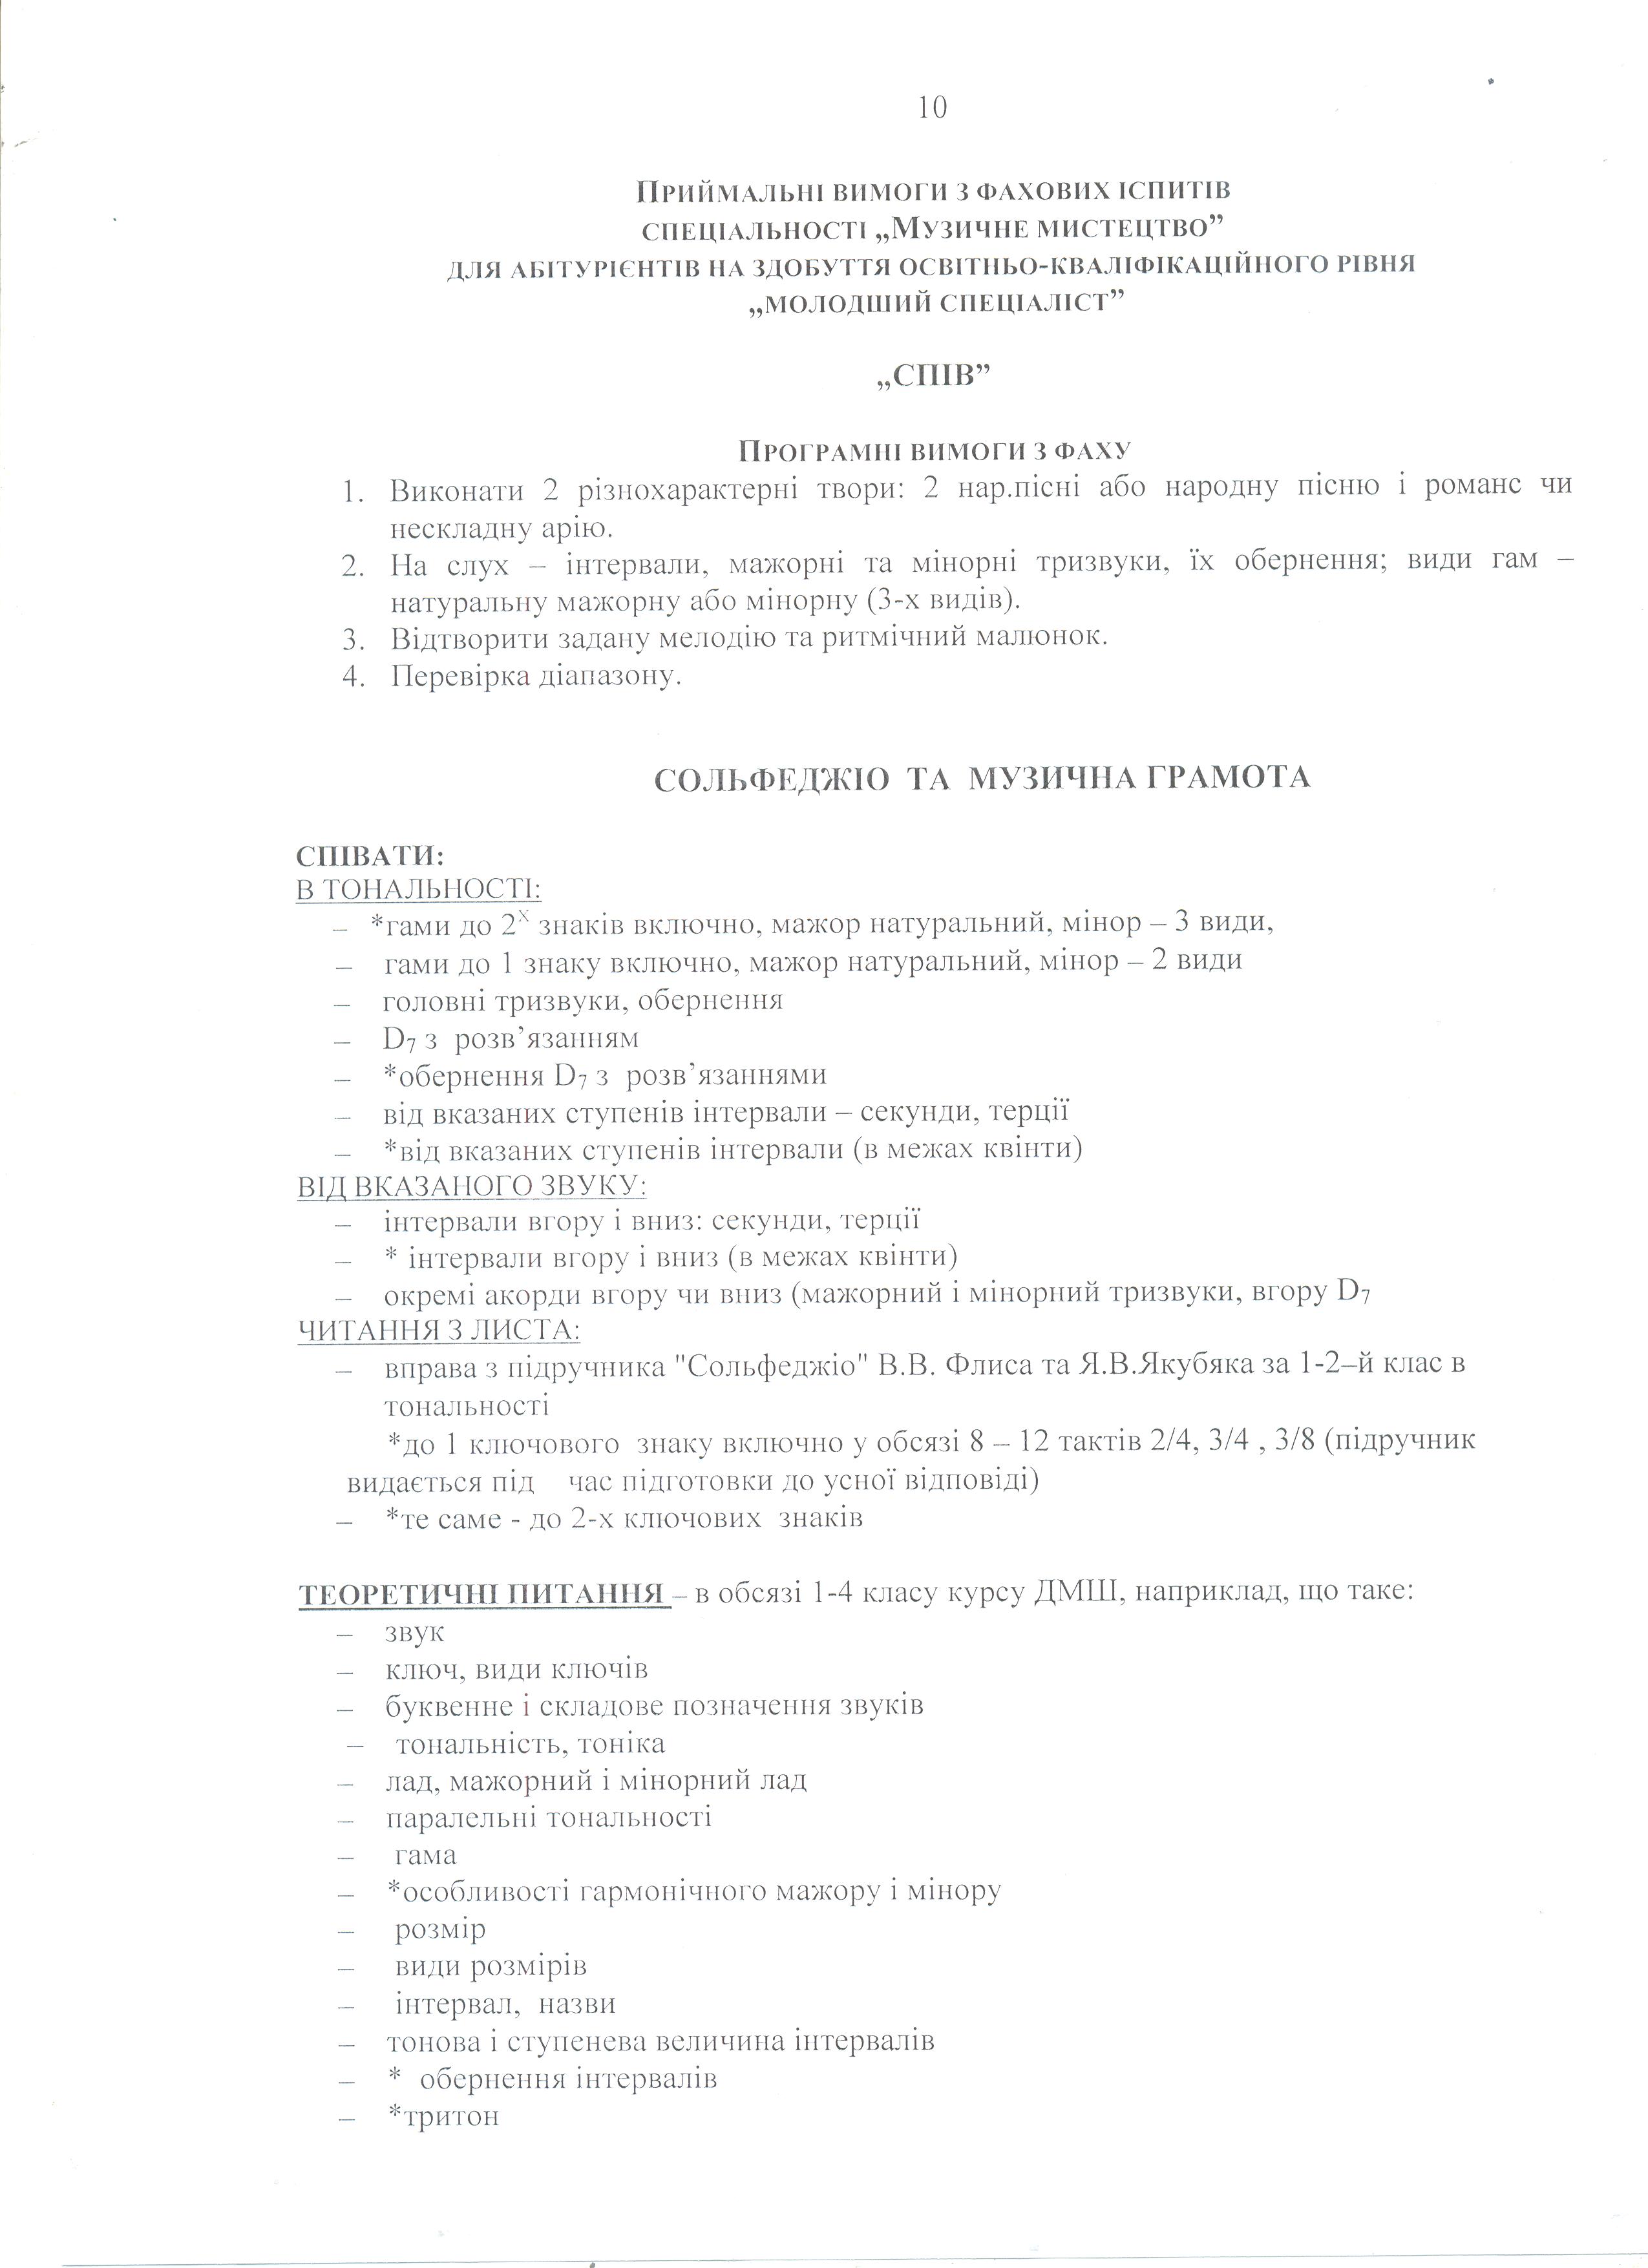 10
ПРИЙМАЛЬНІ ВИМОГИ З ФАХОВИХ ІСПИТІВ
СПЕЦІАЛЬНОСТІ „МУЗИЧНЕ МИСТЕЦТВО”
ДЛЯ АБІТУРІЄНТІВ НА ЗДОБУТТЯ ОСВІТНЬО-КВАЛІФІКАЦІЙНОГО РІВНЯ
„МОЛОДШИЙ СПЕЦІАЛІСТ”
„СПІВ”
ПРОГРАМНІ ВИМОГИ З ФАХУ
1. Виконати 2 різнохарактерні твори: 2 нар.пісні або народну пісню і романс чи
нескладну арію.
2. На слух – інтервали, мажорні та мінорні тризвуки, їх обернення; види гам –
натуральну мажорну або мінорну (3-х видів).
3. Відтворити задану мелодію та ритмічний малюнок.
4. Перевірка діапазону.
СОЛЬФЕДЖІО ТА МУЗИЧНА ГРАМОТА
СПІВАТИ:
В ТОНАЛЬНОСТІ:
– *гами до 2ˣ знаків включно, мажор натуральний, мінор – 3 види,
– гами до 1 знаку включно, мажор натуральний, мінор – 2 види
– головні тризвуки, обернення
– D₇ з розв’язанням
– *обернення D₇ з розв’язаннями
– від вказаних ступенів інтервали – секунди, терції
– *від вказаних ступенів інтервали (в межах квінти)
ВІД ВКАЗАНОГО ЗВУКУ:
– інтервали вгору і вниз: секунди, терції
– * інтервали вгору і вниз (в межах квінти)
– окремі акорди вгору чи вниз (мажорний і мінорний тризвуки, вгору D₇
ЧИТАННЯ З ЛИСТА:
– вправа з підручника "Сольфеджіо" В.В. Флиса та Я.В.Якубяка за 1-2–й клас в
тональності
*до 1 ключового знаку включно у обсязі 8 – 12 тактів 2/4, 3/4 , 3/8 (підручник
видається під час підготовки до усної відповіді)
– *те саме - до 2-х ключових знаків
ТЕОРЕТИЧНІ ПИТАННЯ – в обсязі 1-4 класу курсу ДМШ, наприклад, що таке:
– звук
– ключ, види ключів
– буквенне і складове позначення звуків
– тональність, тоніка
– лад, мажорний і мінорний лад
– паралельні тональності
– гама
– *особливості гармонічного мажору і мінору
– розмір
– види розмірів
– інтервал, назви
– тонова і ступенева величина інтервалів
– * обернення інтервалів
– *тритон